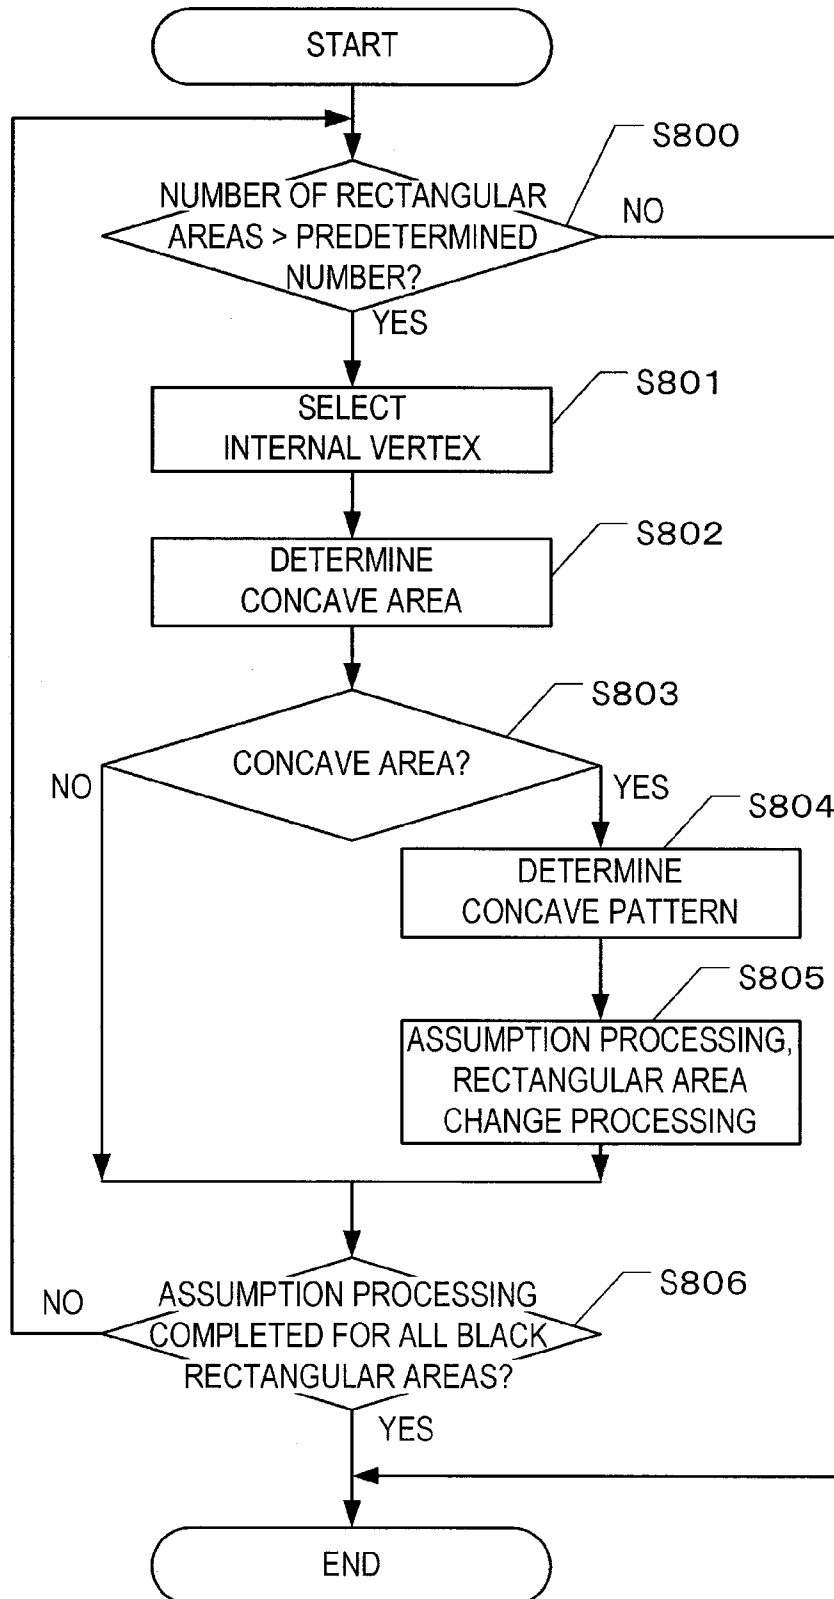 START
S800
NUMBER OF RECTANGULAR
AREAS > PREDETERMINED
NUMBER?
NO
YES
S801
SELECT
INTERNAL VERTEX
S802
DETERMINE
CONCAVE AREA
S803
CONCAVE AREA?
NO
YES
S804
DETERMINE
CONCAVE PATTERN
S805
ASSUMPTION PROCESSING,
RECTANGULAR AREA
CHANGE PROCESSING
S806
ASSUMPTION PROCESSING
COMPLETED FOR ALL BLACK
RECTANGULAR AREAS?
NO
YES
END